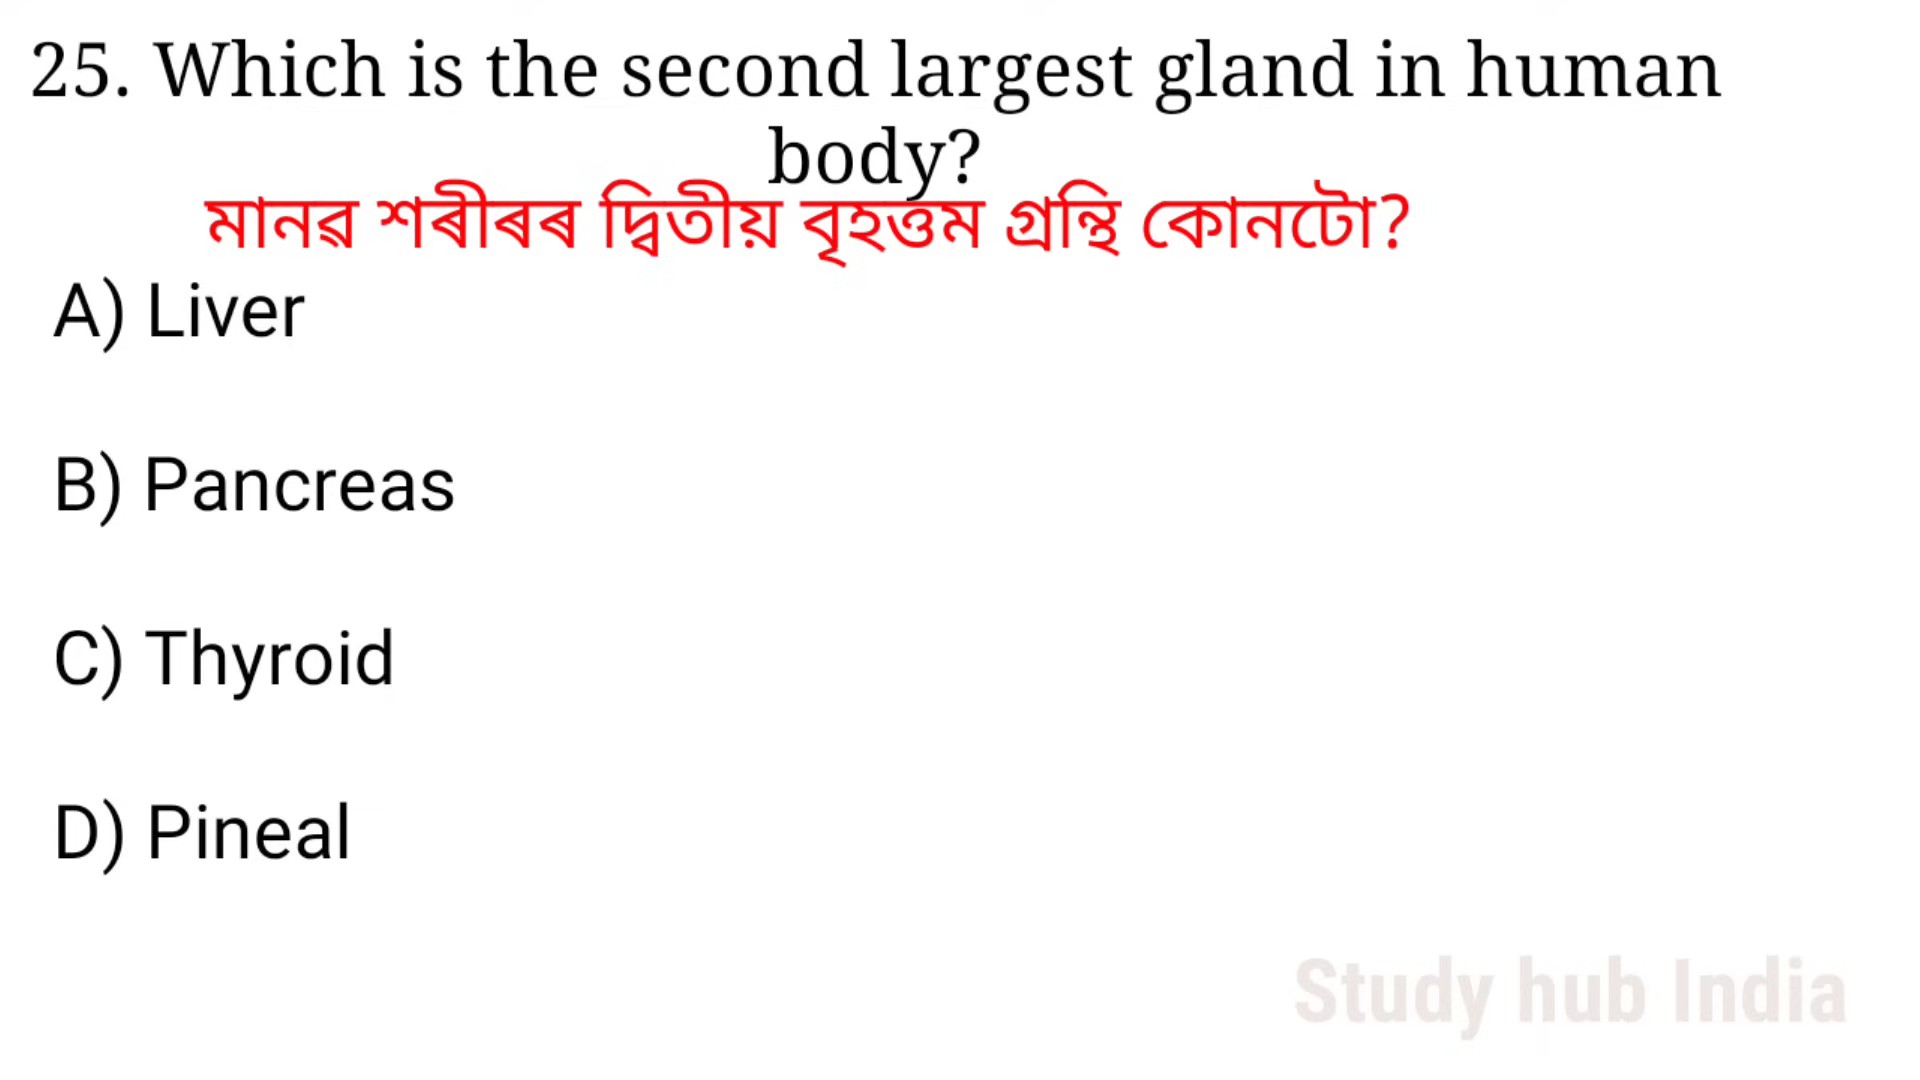 25. Which is the second largest gland in human
body?
মানৱ শৰীৰৰ দ্বিতীয় বৃহত্তম গ্ৰন্থি কোনটো?
A) Liver
B) Pancreas
C) Thyroid
D) Pineal
Study hub India